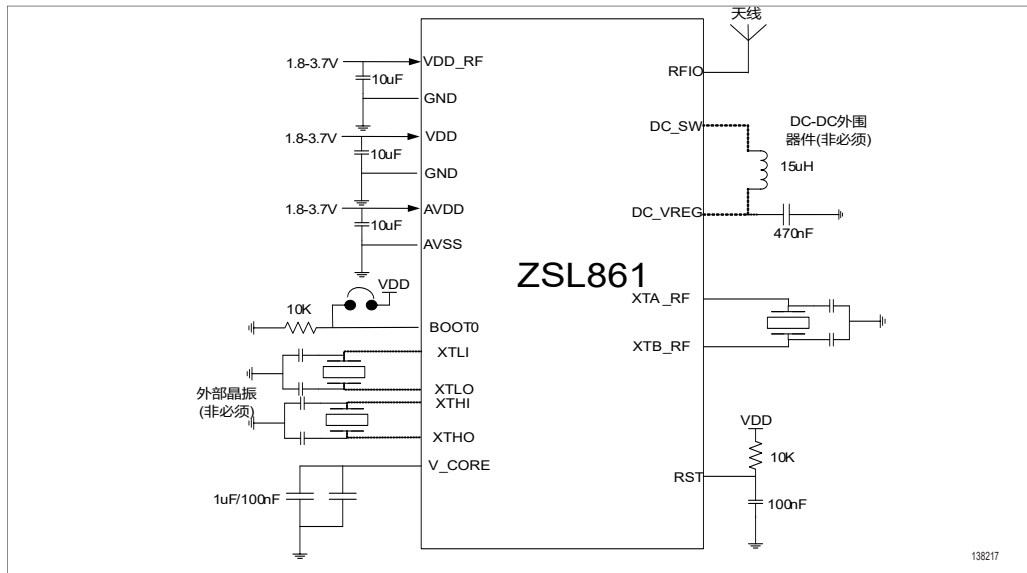 天线
1.8-3.7V
VDD_RF
10uF
GND
RFIO
1.8-3.7V
VDD
10uF
GND
DC_SW
DC-DC外围
器件(非必须)
15uH
1.8-3.7V
AVDD
10uF
AVSS
DC_VREG
470nF
ZSL861
VDD
10K
BOOT0
XTA_RF
XTB_RF
XTLI
XTLO
外部晶振
(非必须)
XTHI
XTHO
V_CORE
1uF/100nF
VDD
10K
RST
100nF
138217